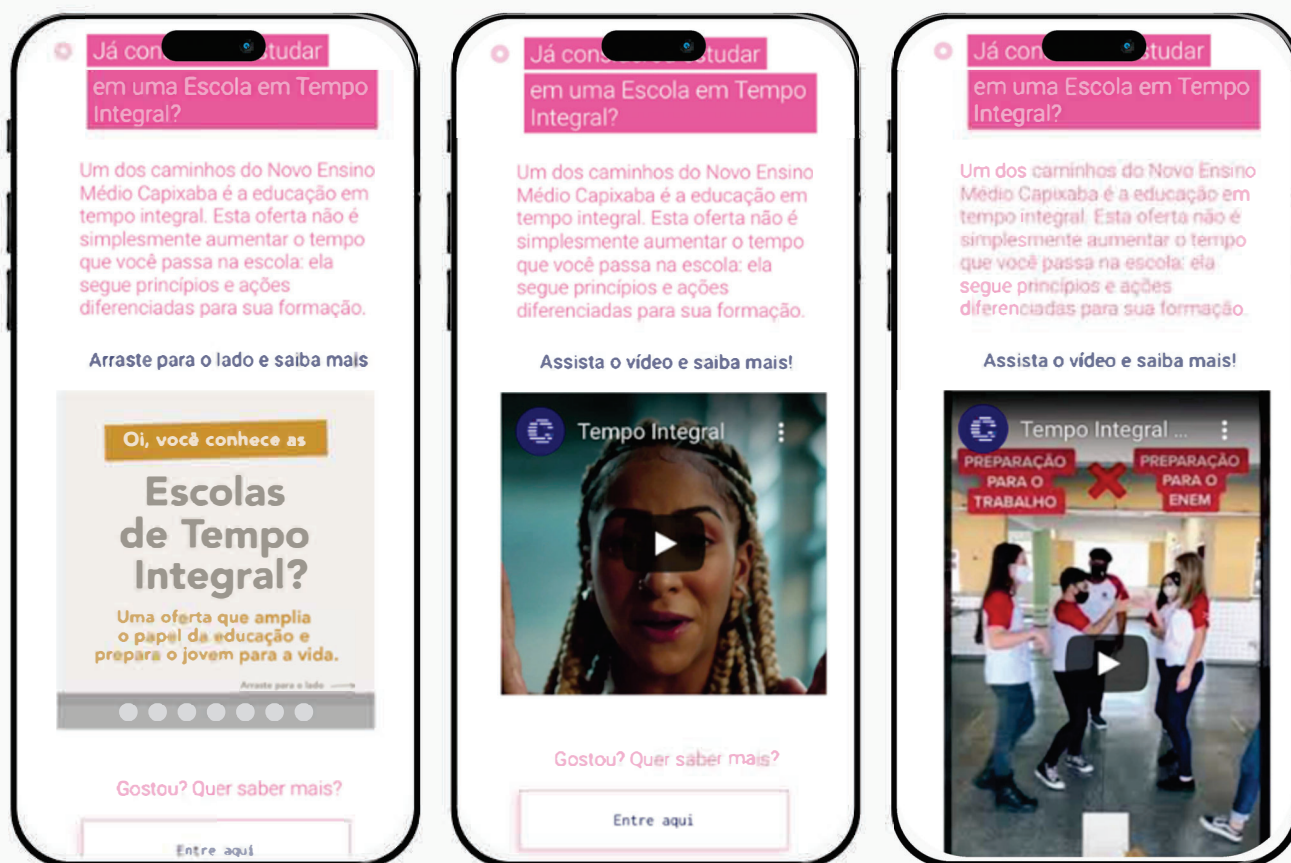 Já con studar
em uma Escola em Tempo
Integral?
Um dos caminhos do Novo Ensino
Médio Capixaba é a educação em
tempo integral. Esta oferta não é
simplesmente aumentar o tempo
que você passa na escola: ela
segue princípios e ações
diferenciadas para sua formação.
Arraste para o lado e saiba mais
Oi, você conhece as
Escolas
de Tempo
Integral?
Uma oferta que amplia
o papel da educação e
prepara o jovem para a vida.
Arraste para o lado
Gostou? Quer saber mais?
Entre aqui
Já cons studar
em uma Escola em Tempo
Integral?
Um dos caminhos do Novo Ensino
Médio Capixaba é a educação em
tempo integral. Esta oferta não é
simplesmente aumentar o tempo
que você passa na escola: ela
segue princípios e ações
diferenciadas para sua formação.
Assista o vídeo e saiba mais!
Tempo Integral
Gostou? Quer saber mais?
Entre aqui
Já con studar
em uma Escola em Tempo
Integral?
Um dos caminhos do Novo Ensino
Médio Capixaba é a educação em
tempo integral. Esta oferta não é
simplesmente aumentar o tempo
que você passa na escola: ela
segue princípios e ações
diferenciadas para sua formação.
Assista o vídeo e saiba mais!
Tempo Integral ...
PREPARAÇÃO
PARA O
TRABALHO
PREPARAÇÃO
PARA O
ENEM